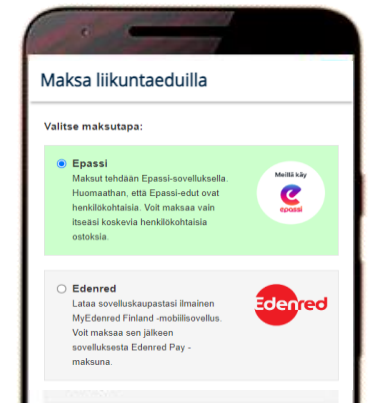 Maksa liikuntaeduilla
Valitse maksutapa:
Epassi
Maksut tehdään Epassi-sovelluksella.
Huomaathan, että Epassi-edut ovat
henkilökohtaisia. Voit maksaa vain
itseäsi koskevia henkilökohtaisia
ostoksia.
Meillä käy
epassi
Edenred
Lataa sovelluskaupastasi ilmainen
MyEdenred Finland -mobiilisovellus.
Voit maksaa sen jälkeen
sovelluksesta Edenred Pay -
maksuna.
Edenred